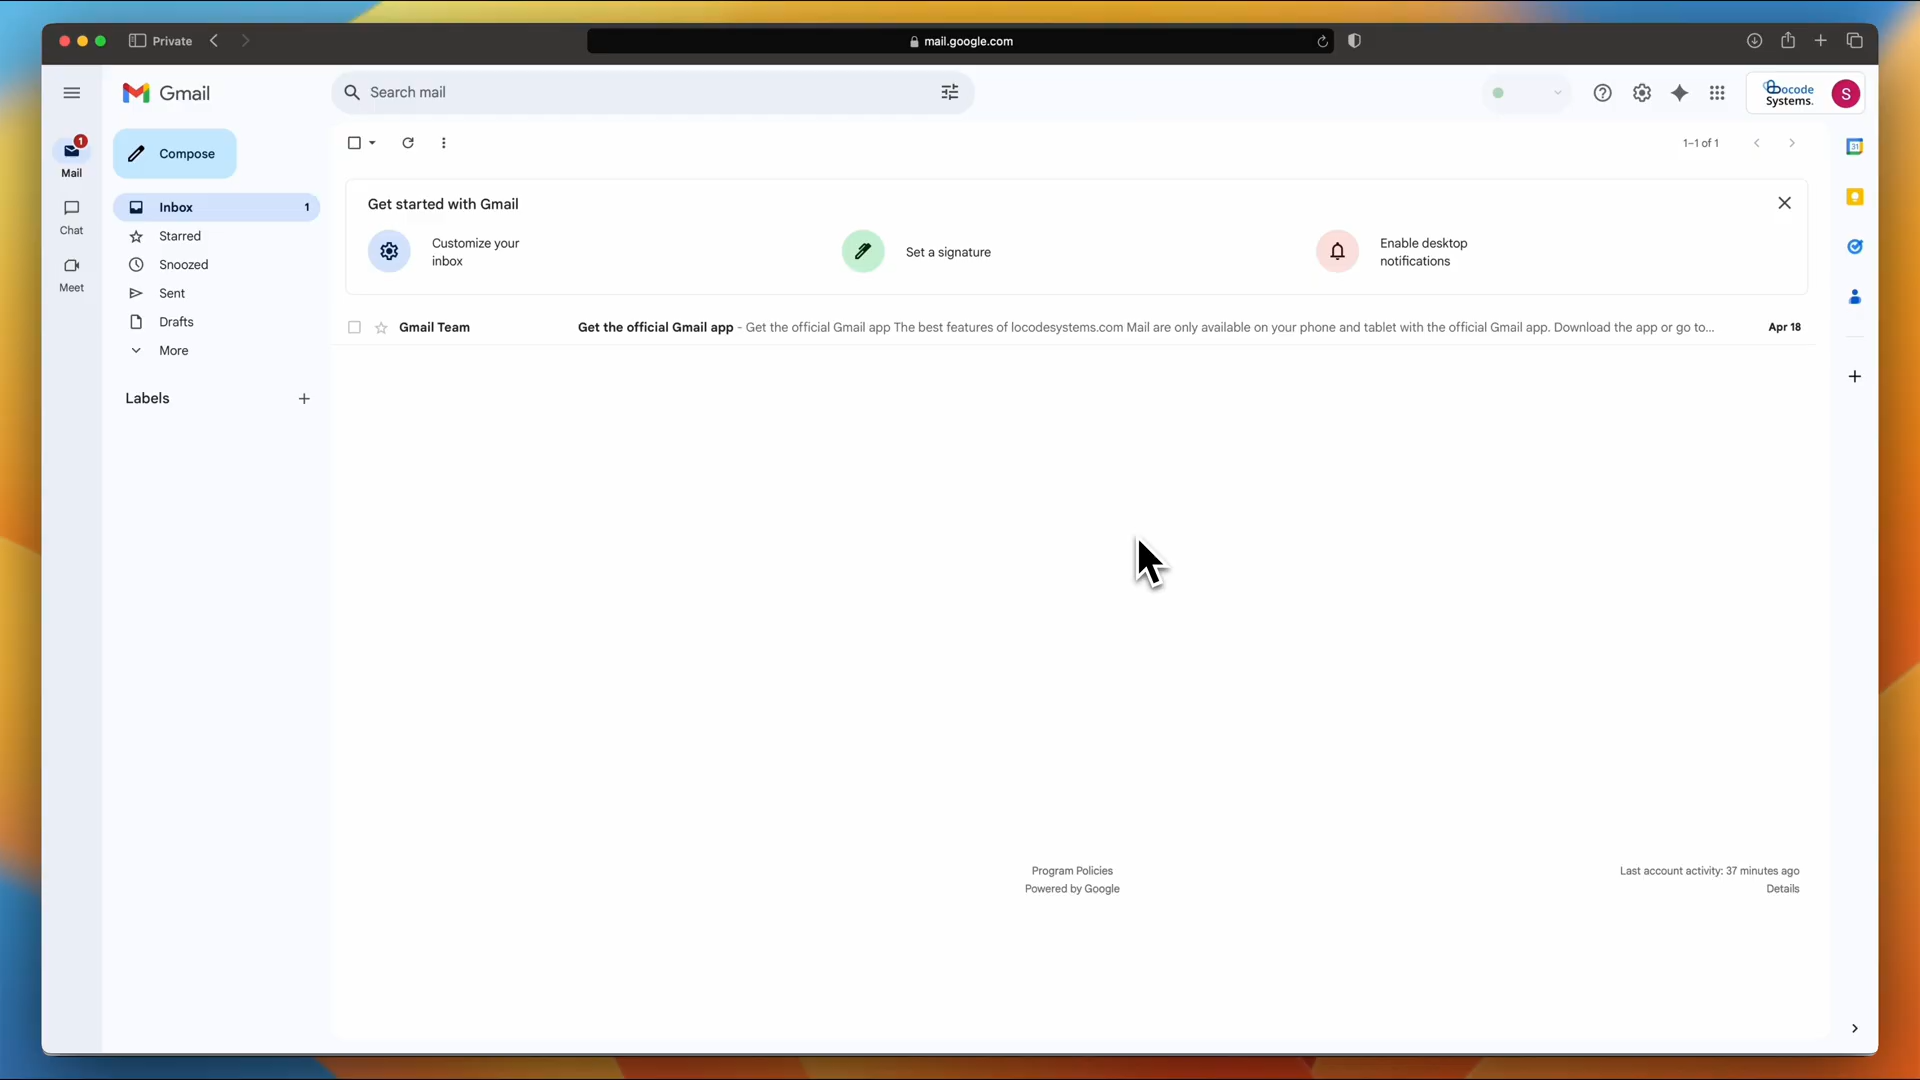 Private
mail.google.com
Gmail
Search mail
locode
Systems.
S
1
Mail
Chat
Meet
Compose
Inbox 1
Starred
Snoozed
Sent
Drafts
More
Labels
1–1 of 1
Get started with Gmail
Customize your
inbox
Set a signature
Enable desktop
notifications
Gmail Team Get the official Gmail app - Get the official Gmail app The best features of locodesystems.com Mail are only available on your phone and tablet with the official Gmail app. Download the app or go to... Apr 18
31
Program Policies
Powered by Google
Last account activity: 37 minutes ago
Details